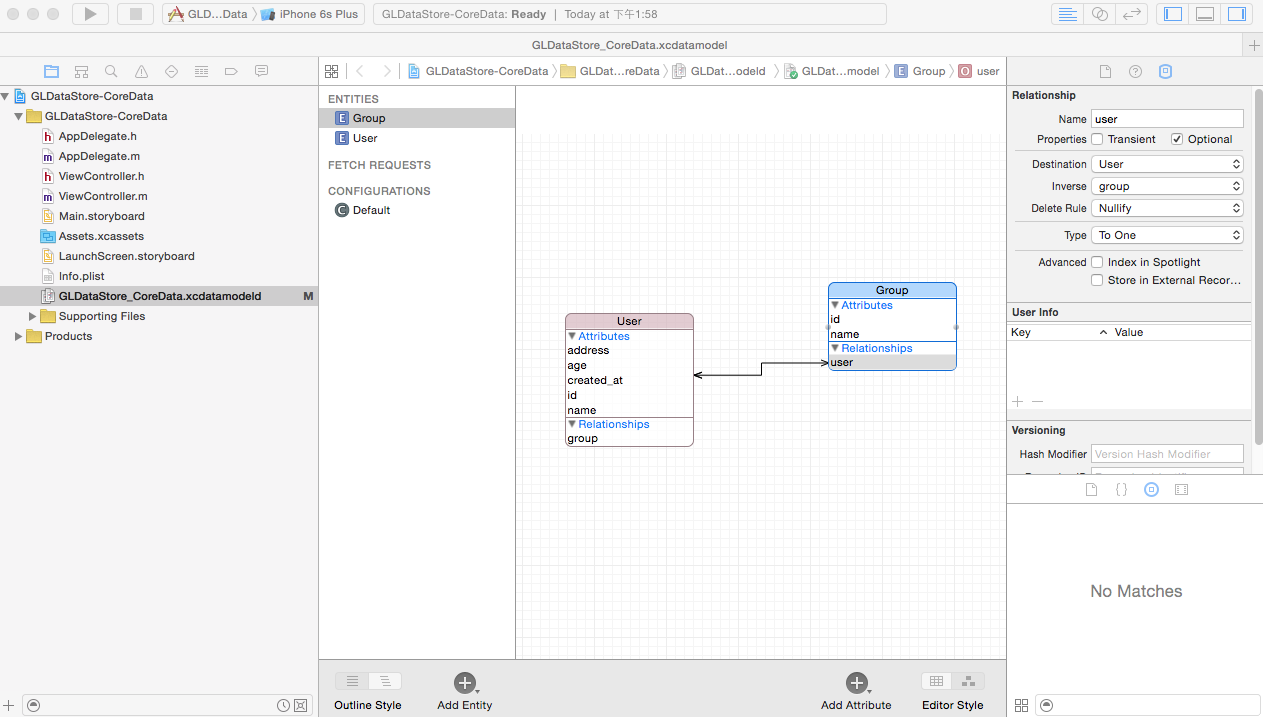 GLD...Data
iPhone 6s Plus
GLDataStore-CoreData: Ready | Today at 下午1:58
GLDataStore_CoreData.xcdatamodel
GLDataStore-CoreData
GLDat...reData
GLDat...odeld
GLDat...model
E Group
O user
GLDataStore-CoreData
GLDataStore-CoreData
h AppDelegate.h
m AppDelegate.m
h ViewController.h
m ViewController.m
Main.storyboard
Assets.xcassets
LaunchScreen.storyboard
Info.plist
GLDataStore_CoreData.xcdatamodeld M
Supporting Files
Products
ENTITIES
E Group
E User
FETCH REQUESTS
CONFIGURATIONS
C Default
User
Attributes
address
age
created_at
id
name
Relationships
group
Group
Attributes
id
name
Relationships
user
Outline Style
Add Entity
Add Attribute
Editor Style
Relationship
Name user
Properties Transient Optional
Destination User
Inverse group
Delete Rule Nullify
Type To One
Advanced Index in Spotlight
Store in External Recor...
User Info
Key Value
Versioning
Hash Modifier Version Hash Modifier
No Matches